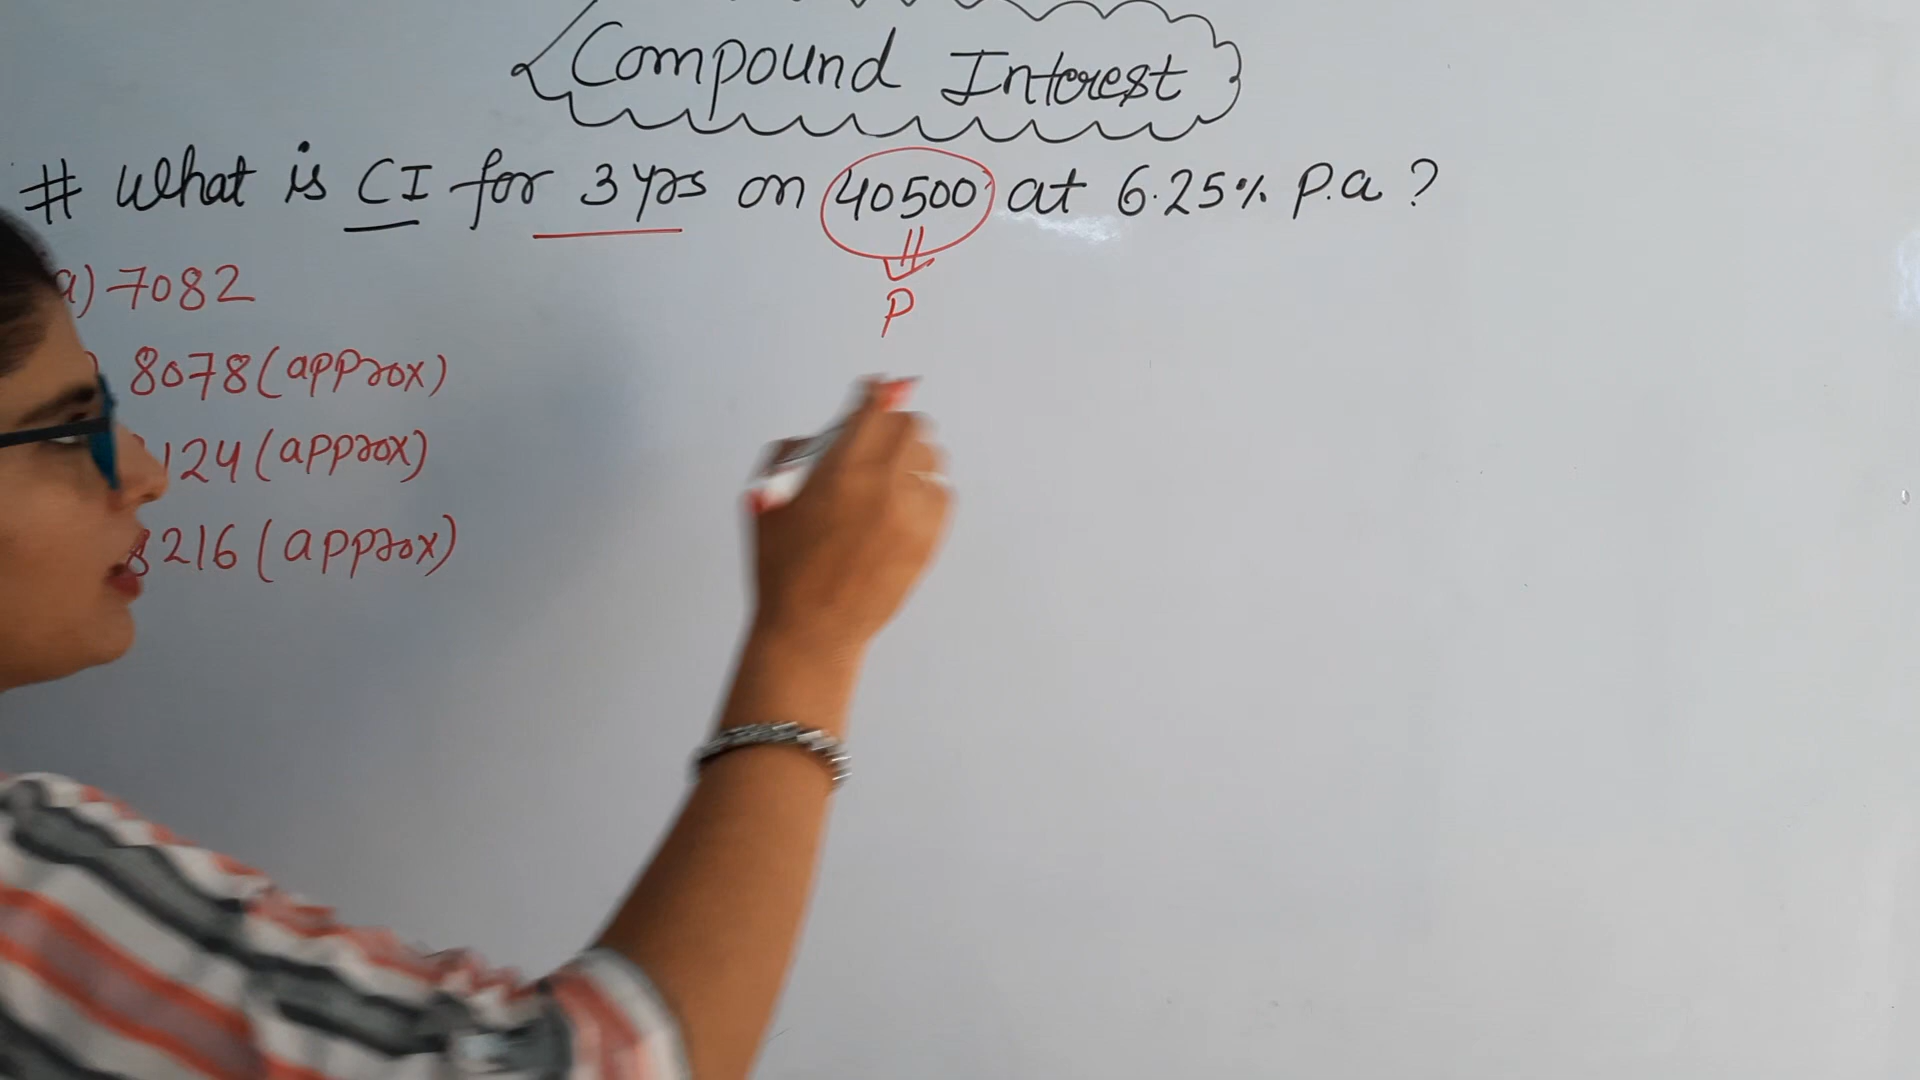 Compound Interest
# What is CI for 3 yrs on 40500 at 6.25% P.a ?
P
a) 7082
8078 (approx)
124 (approx)
8216 (approx)